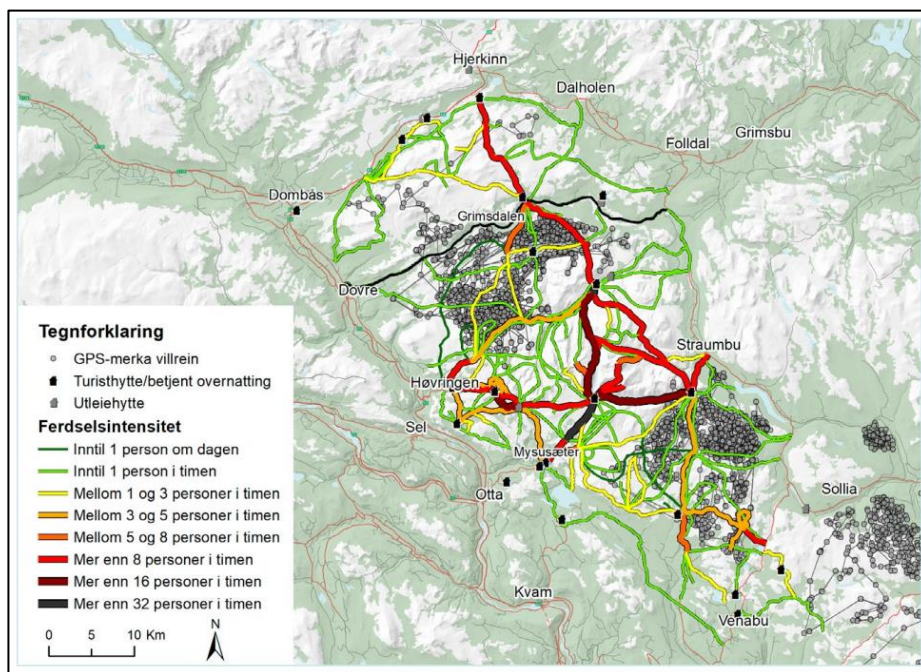 Hjerkinn
Dalholen
Folldal
Grimsbu
Dombås
Grimsdalen
Dovre
Straumbu
Høvringen
Sel
Mysusæter
Otta
Sollia
Kvam
Venabu
Tegnforklaring
GPS-merka villrein
Turisthytte/betjent overnatting
Utleiehytte
Ferdselsintensitet
Inntil 1 person om dagen
Inntil 1 person i timen
Mellom 1 og 3 personer i timen
Mellom 3 og 5 personer i timen
Mellom 5 og 8 personer i timen
Mer enn 8 personer i timen
Mer enn 16 personer i timen
Mer enn 32 personer i timen
0 5 10 Km
N